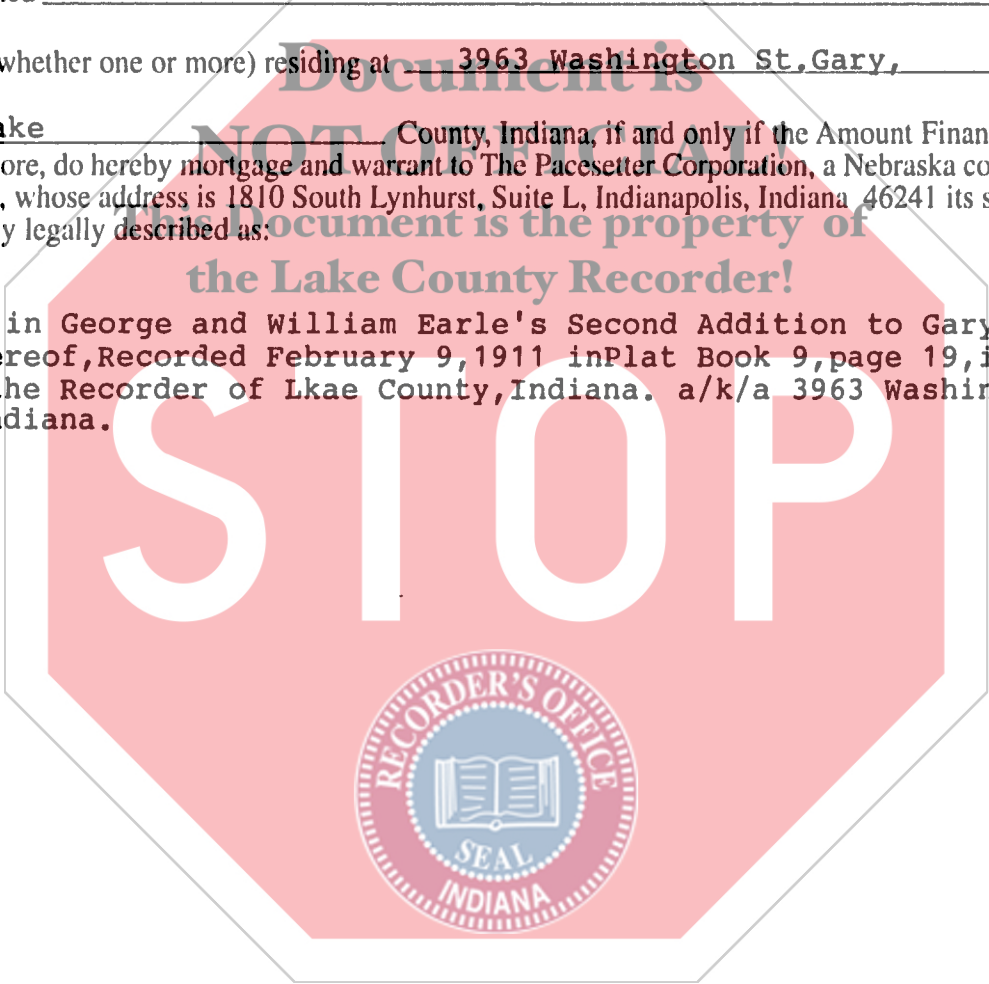 whether one or more) residing at 3963 Washington St.Gary,
Document is
ake County, Indiana, if and only if the Amount Finan
NOT OFFICIAL
ore, do hereby mortgage and warrant to The Pacesetter Corporation, a Nebraska co
, whose address is 1810 South Lynhurst, Suite L, Indianapolis, Indiana 46241 its s
This Document is the property of
y legally described as:
the Lake County Recorder!
in George and William Earle's Second Addition to Gary
ereof,Recorded February 9,1911 inPlat Book 9,page 19,i
the Recorder of Lkae County,Indiana. a/k/a 3963 Washin
diana.
STOP
RECORDER'S OFFICE
SEAL
INDIANA